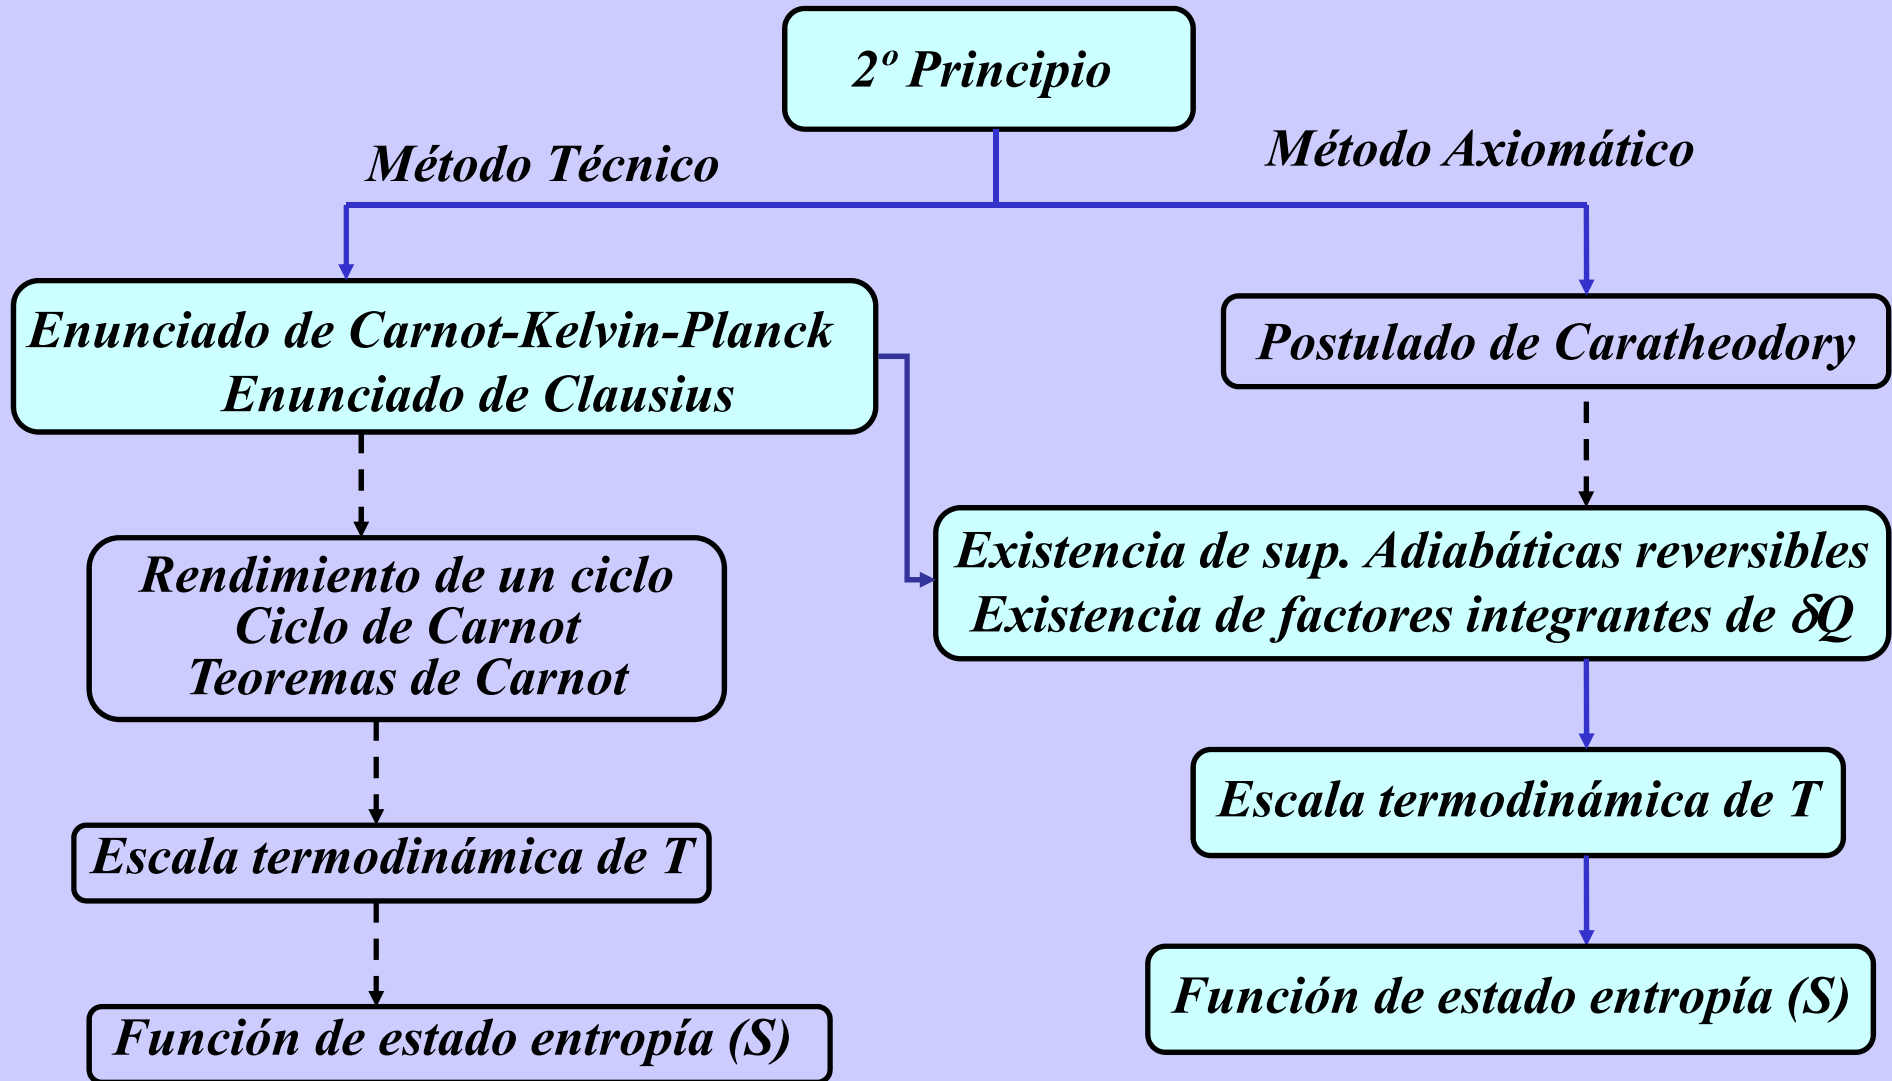 2º Principio
Método Técnico
Método Axiomático
Enunciado de Carnot-Kelvin-Planck
Enunciado de Clausius
Postulado de Caratheodory
Existencia de sup. Adiabáticas reversibles
Existencia de factores integrantes de δQ
Rendimiento de un ciclo
Ciclo de Carnot
Teoremas de Carnot
Escala termodinámica de T
Escala termodinámica de T
Función de estado entropía (S)
Función de estado entropía (S)